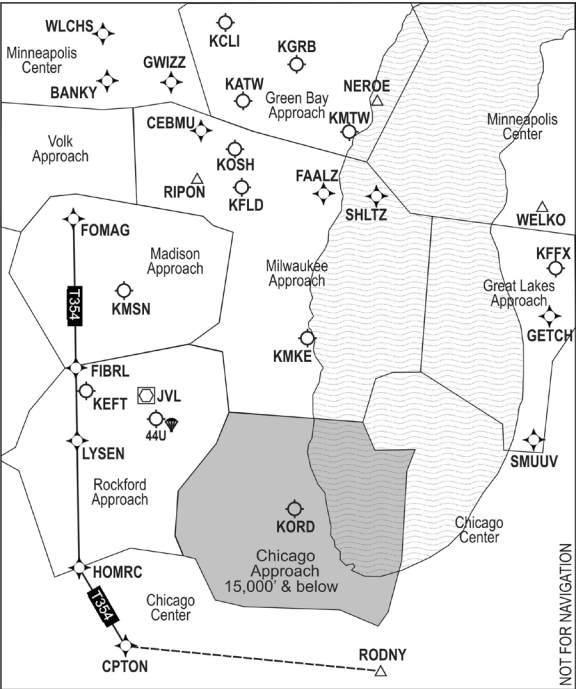 WLCHS
KCLI
Minneapolis
Center
GWIZZ
KGRB
BANKY
KATW
NEROE
Green Bay
Approach
CEBMU
KMTW
Minneapolis
Center
Volk
Approach
KOSH
RIPON
KFLD
FAALZ
SHLTZ
WELKO
FOMAG
Madison
Approach
Milwaukee
Approach
KFFX
Great Lakes
Approach
KMSN
T354
GETCH
KMKE
FIBRL
KEFT
JVL
44U
LYSEN
SMUUV
Rockford
Approach
KORD
Chicago
Center
Chicago
Approach
15,000' & below
HOMRC
T354
Chicago
Center
CPTON
RODNY
NOT FOR NAVIGATION